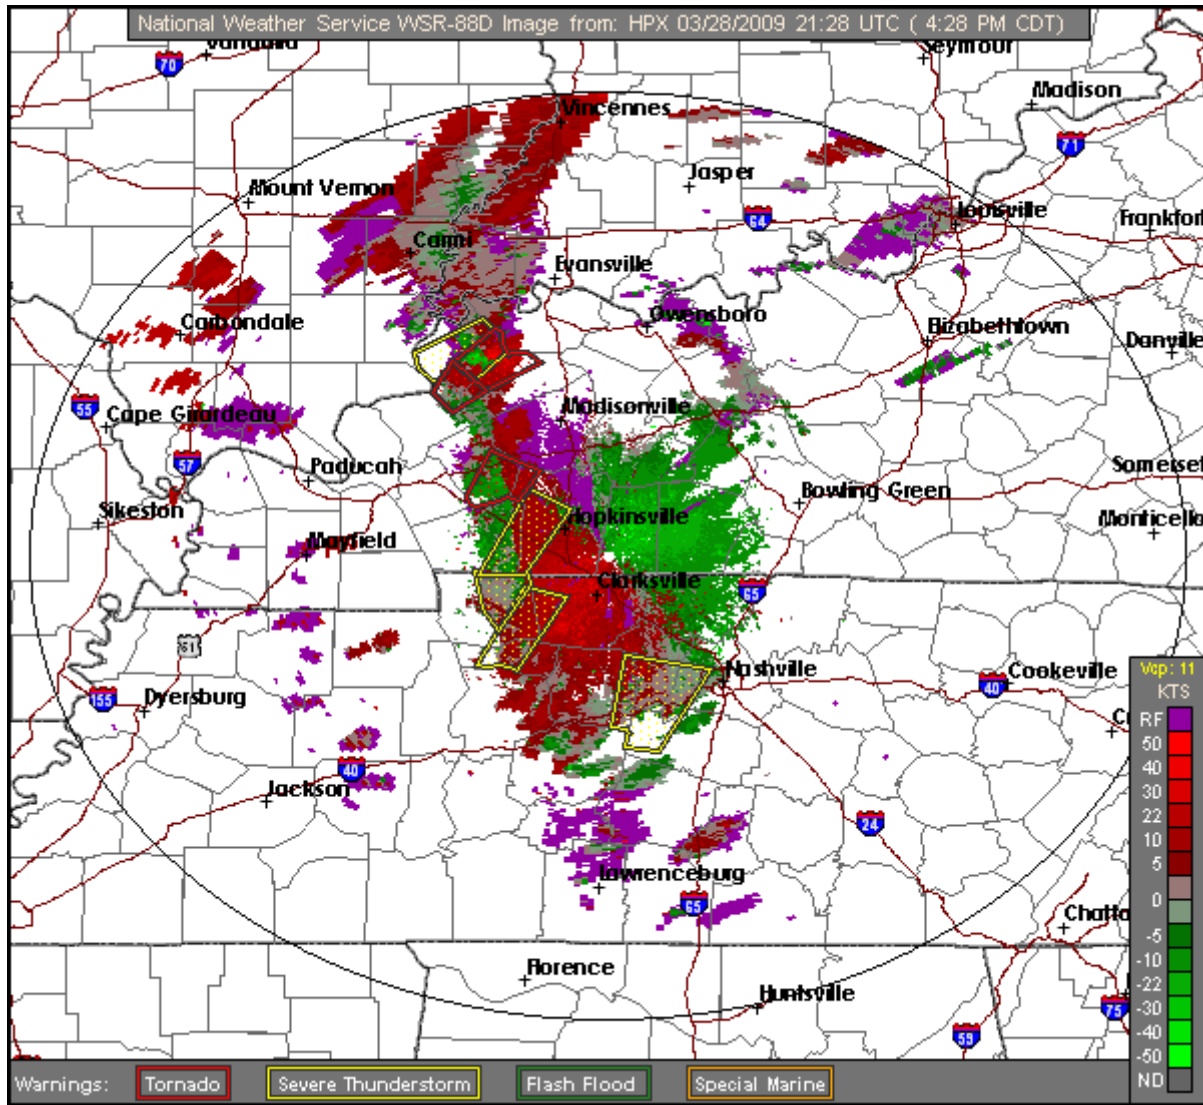 National Weather Service WSR-88D Image from: HPX 03/28/2009 21:28 UTC ( 4:28 PM CDT)
Vandalia
Seymour
70
Madison
Vincennes
71
Jasper
Mount Vernon
64
Louisville
Frankfort
Carmi
Evansville
Owensboro
Carbondale
Elizabethtown
Danville
55
Cape Girardeau
Madisonville
57
Paducah
Somerset
Bowling Green
Sikeston
Hopkinsville
Monticello
Mayfield
Clarksville
65
61
Nashville
Cookeville
40
155
Dyersburg
40
Jackson
24
Lawrenceburg
65
Chatta
Florence
Huntsville
75
59
Vcp: 11
KTS
RF
50
40
30
22
10
5
0
-5
-10
-22
-30
-40
-50
ND
Warnings: Tornado Severe Thunderstorm Flash Flood Special Marine